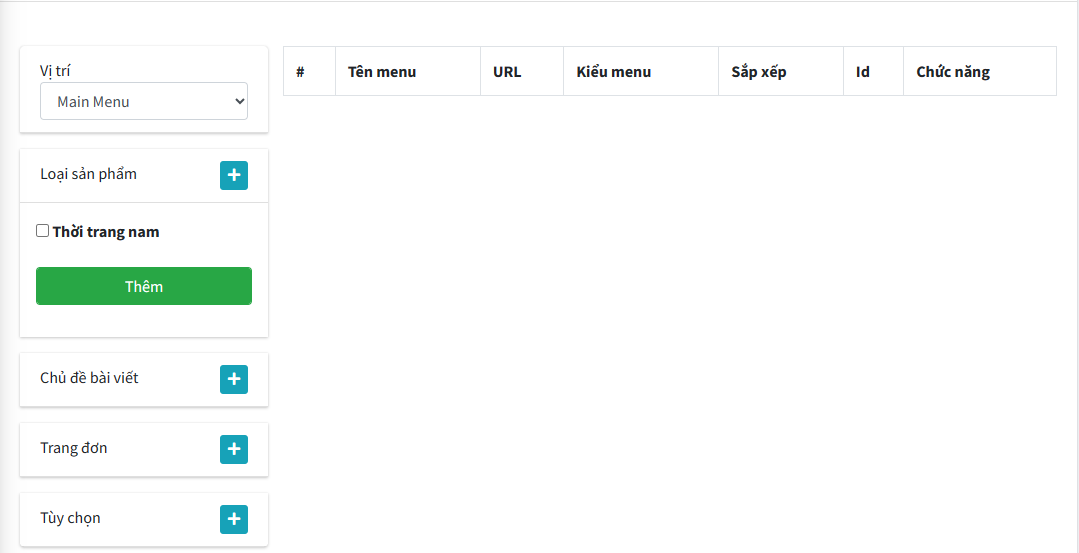 Vị trí
Main Menu
Loại sản phẩm
Thời trang nam
Thêm
Chủ đề bài viết
Trang đơn
Tùy chọn
# Tên menu URL Kiểu menu Sắp xếp Id Chức năng